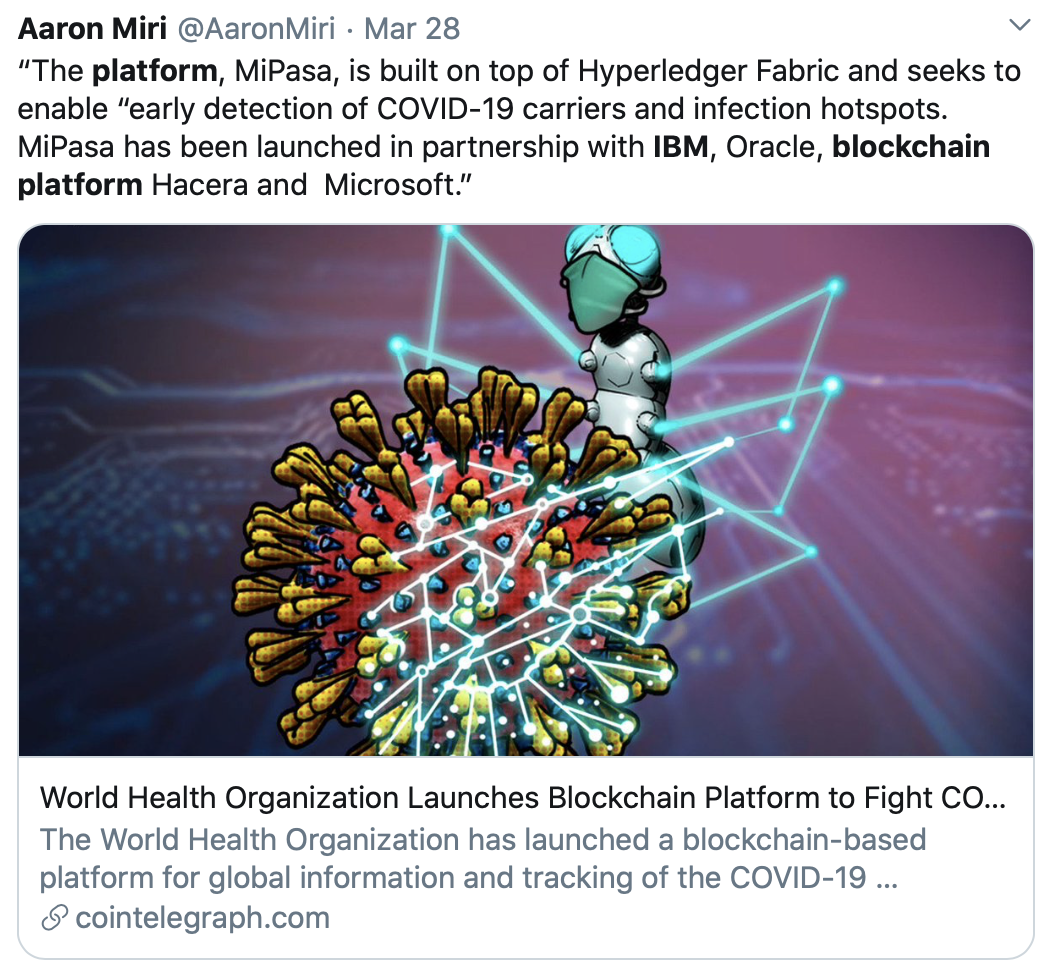 Aaron Miri @AaronMiri · Mar 28
“The platform, MiPasa, is built on top of Hyperledger Fabric and seeks to
enable “early detection of COVID-19 carriers and infection hotspots.
MiPasa has been launched in partnership with IBM, Oracle, blockchain
platform Hacera and  Microsoft.”
World Health Organization Launches Blockchain Platform to Fight CO...
The World Health Organization has launched a blockchain-based
platform for global information and tracking of the COVID-19 ...
cointelegraph.com